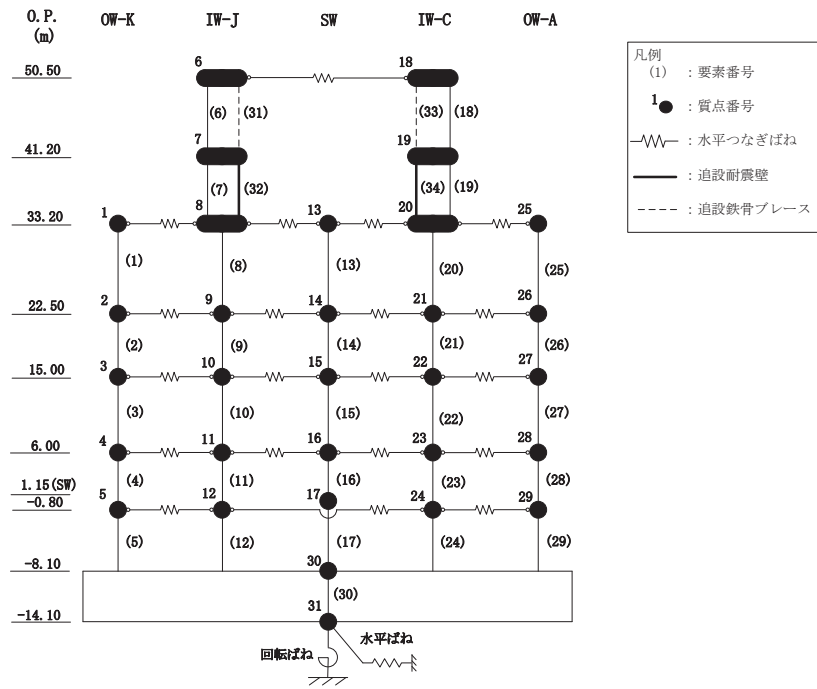 O.P.
(m)
OW-K IW-J SW IW-C OW-A
50.50 6 18
(6) (31) (33) (18)
41.20 7 19
(7) (32) (34) (19)
33.20 1 8 13 20 25
(1) (8) (13) (20) (25)
22.50 2 9 14 21 26
(2) (9) (14) (21) (26)
15.00 3 10 15 22 27
(3) (10) (15) (22) (27)
6.00 4 11 16 23 28
1.15(SW) (4) (11) (16) (23) (28)
-0.80 5 12 17 24 29
(5) (12) (17) (24) (29)
-8.10 30
(30)
-14.10 31
水平ばね
回転ばね
凡例
(1) : 要素番号
1 : 質点番号
: 水平つなぎばね
: 追設耐震壁
: 追設鉄骨ブレース